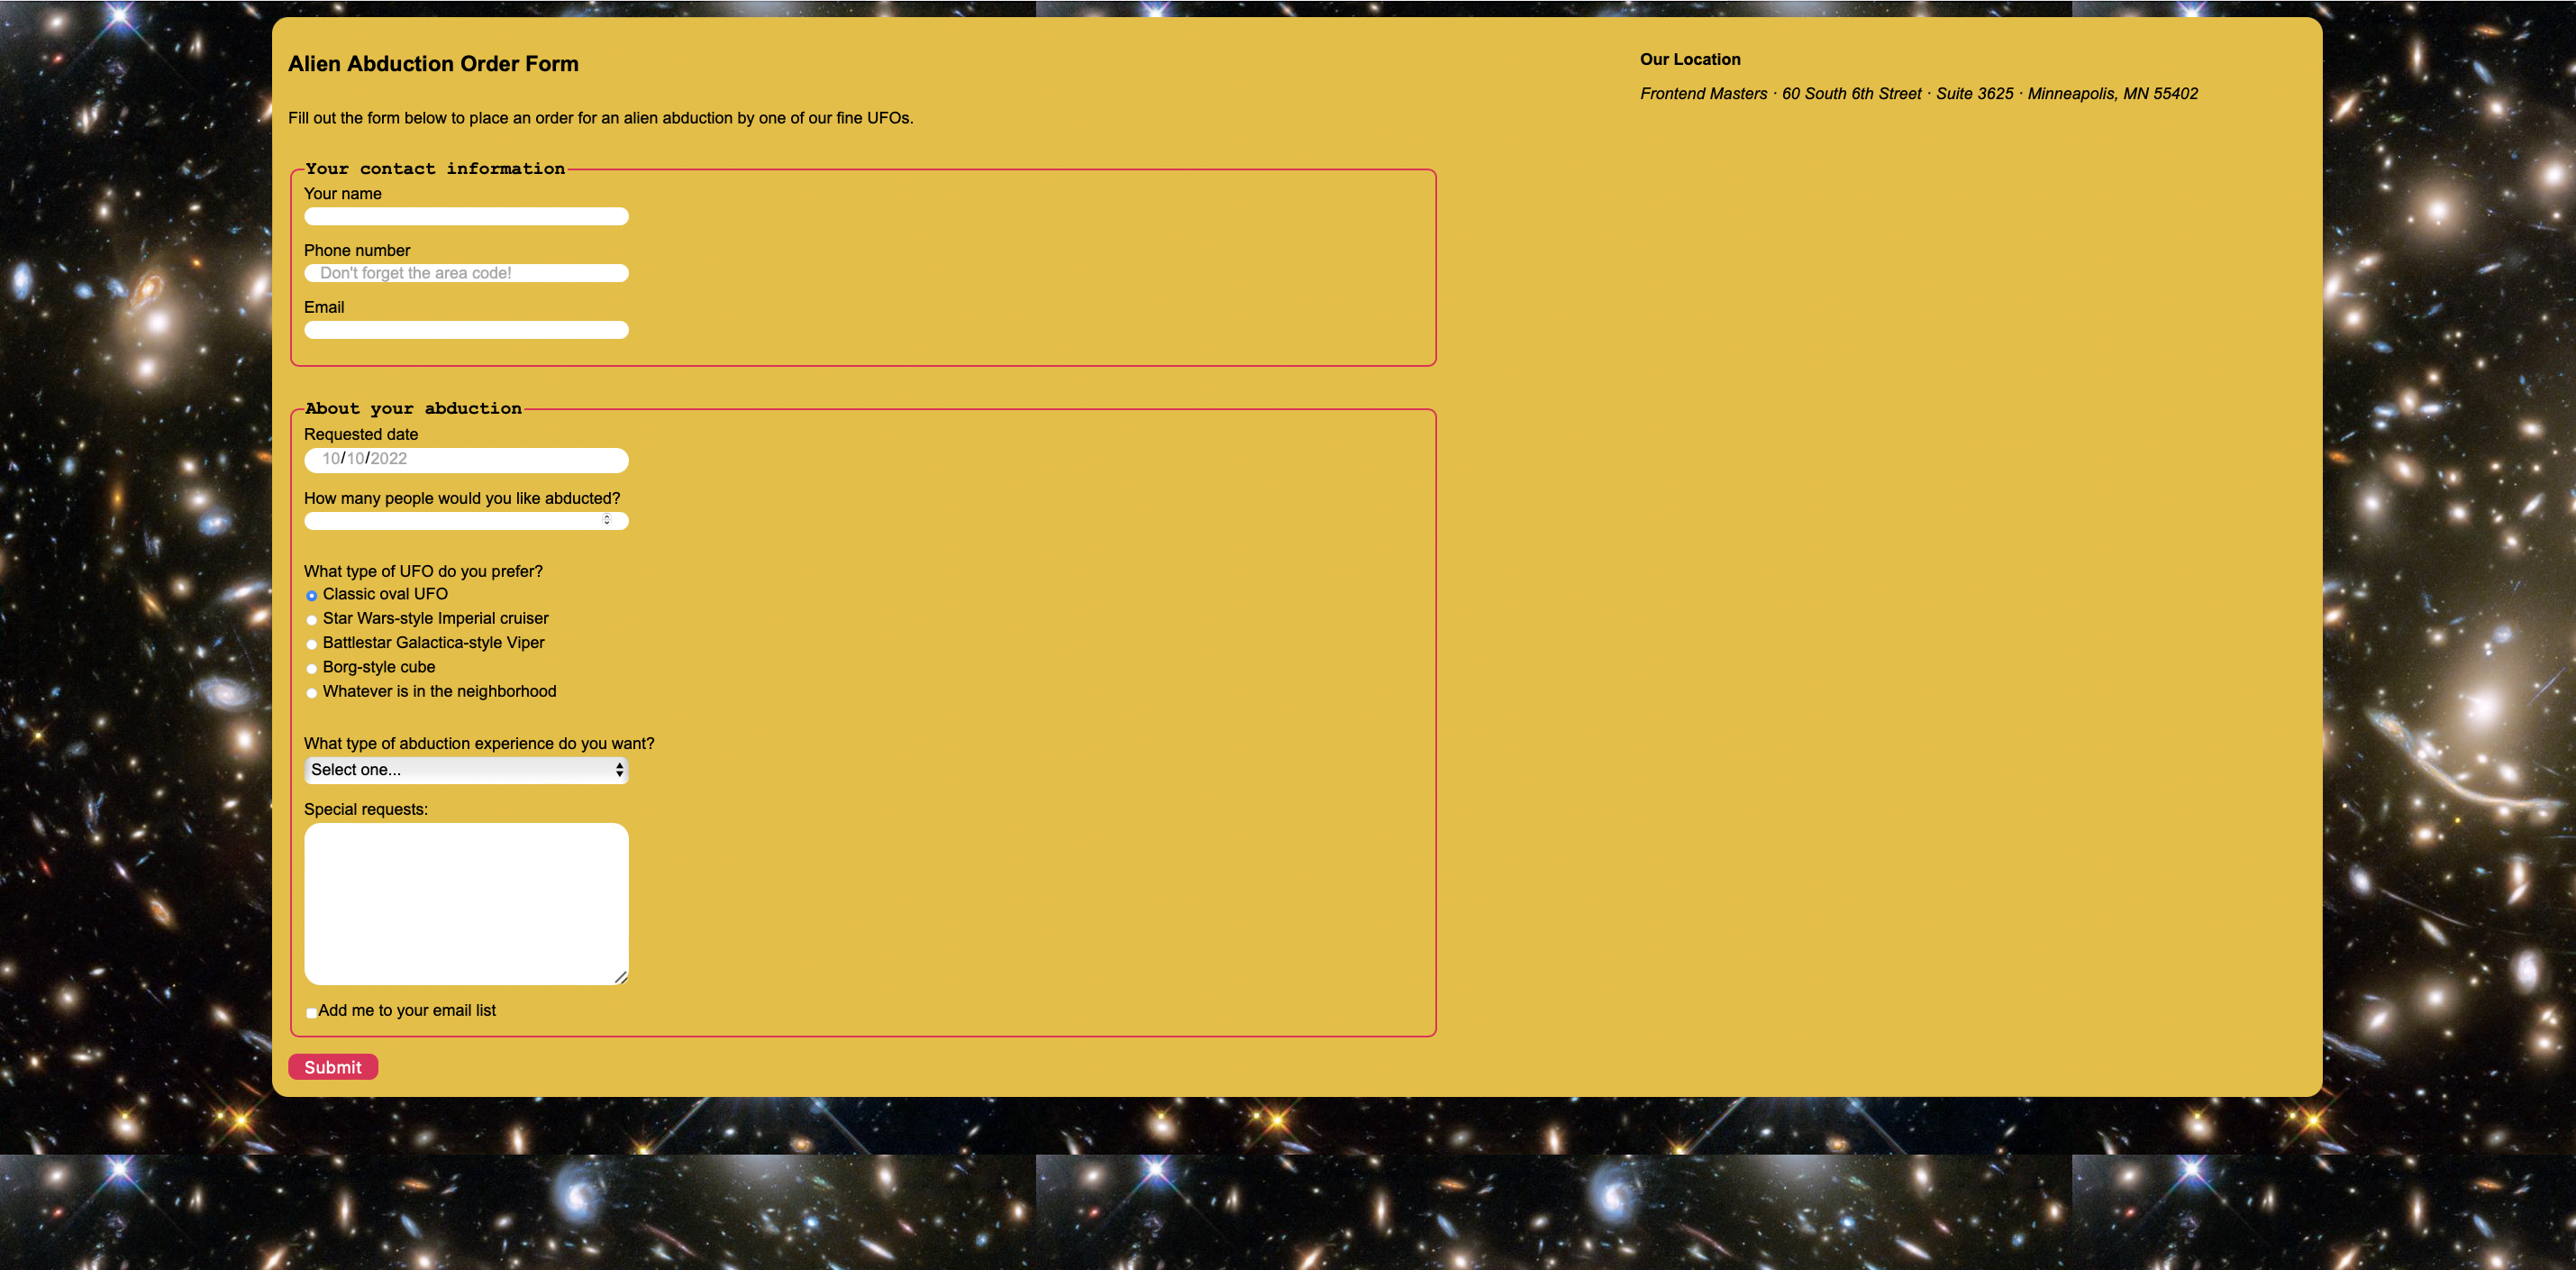 Alien Abduction Order Form
Fill out the form below to place an order for an alien abduction by one of our fine UFOs.
Your contact information
Your name
Phone number
Don't forget the area code!
Email
About your abduction
Requested date
10/10/2022
How many people would you like abducted?
What type of UFO do you prefer?
Classic oval UFO
Star Wars-style Imperial cruiser
Battlestar Galactica-style Viper
Borg-style cube
Whatever is in the neighborhood
What type of abduction experience do you want?
Select one...
Special requests:
Add me to your email list
Submit
Our Location
Frontend Masters · 60 South 6th Street · Suite 3625 · Minneapolis, MN 55402